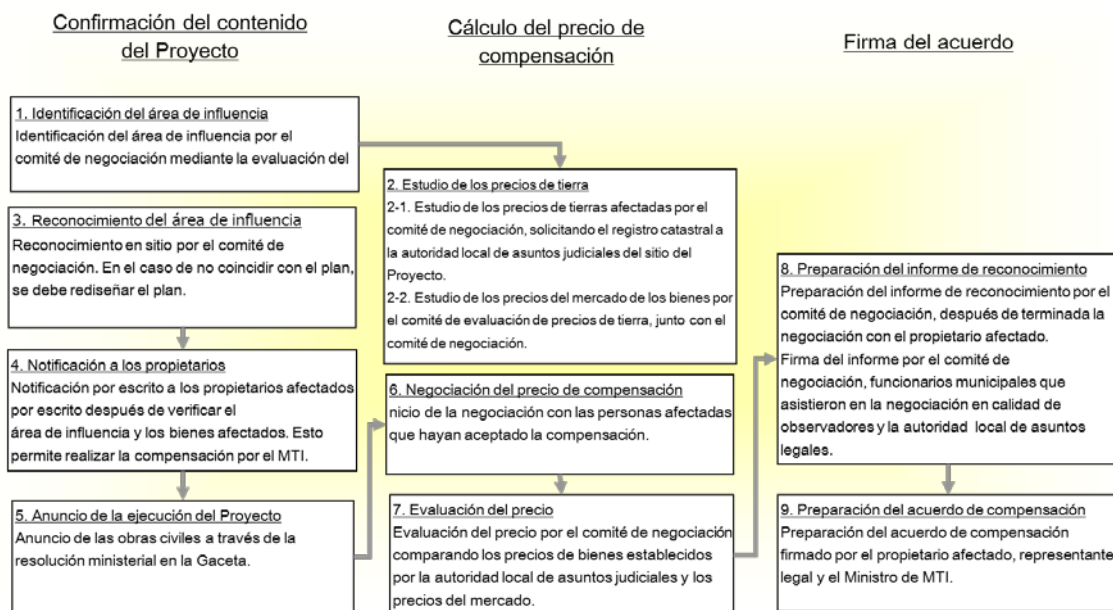 Confirmación del contenido
del Proyecto
Cálculo del precio de
compensación
Firma del acuerdo
1. Identificación del área de influencia
Identificación del área de influencia por el
comité de negociación mediante la evaluación del
2. Estudio de los precios de tierra
2-1. Estudio de los precios de tierras afectadas por el
comité de negociación, solicitando el registro catastral a
la autoridad local de asuntos judiciales del sitio del
Proyecto.
2-2. Estudio de los precios del mercado de los bienes por
el comité de evaluación de precios de tierra, junto con el
comité de negociación.
3. Reconocimiento del área de influencia
Reconocimiento en sitio por el comité de
negociación. En el caso de no coincidir con el plan,
se debe rediseñar el plan.
4. Notificación a los propietarios
Notificación por escrito a los propietarios afectados
por escrito después de verificar el
área de influencia y los bienes afectados. Esto
permite realizar la compensación por el MTI.
5. Anuncio de la ejecución del Proyecto
Anuncio de las obras civiles a través de la
resolución ministerial en la Gaceta.
6. Negociación del precio de compensación
nicio de la negociación con las personas afectadas
que hayan aceptado la compensación.
7. Evaluación del precio
Evaluación del precio por el comité de negociación
comparando los precios de bienes establecidos
por la autoridad local de asuntos judiciales y los
precios del mercado.
8. Preparación del informe de reconocimiento
Preparación del informe de reconocimiento por el
comité de negociación, después de terminada la
negociación con el propietario afectado.
Firma del informe por el comité de
negociación, funcionarios municipales que
asistieron en la negociación en calidad de
observadores y la autoridad local de asuntos
legales.
9. Preparación del acuerdo de compensación
Preparación del acuerdo de compensación
firmado por el propietario afectado, representante
legal y el Ministro de MTI.